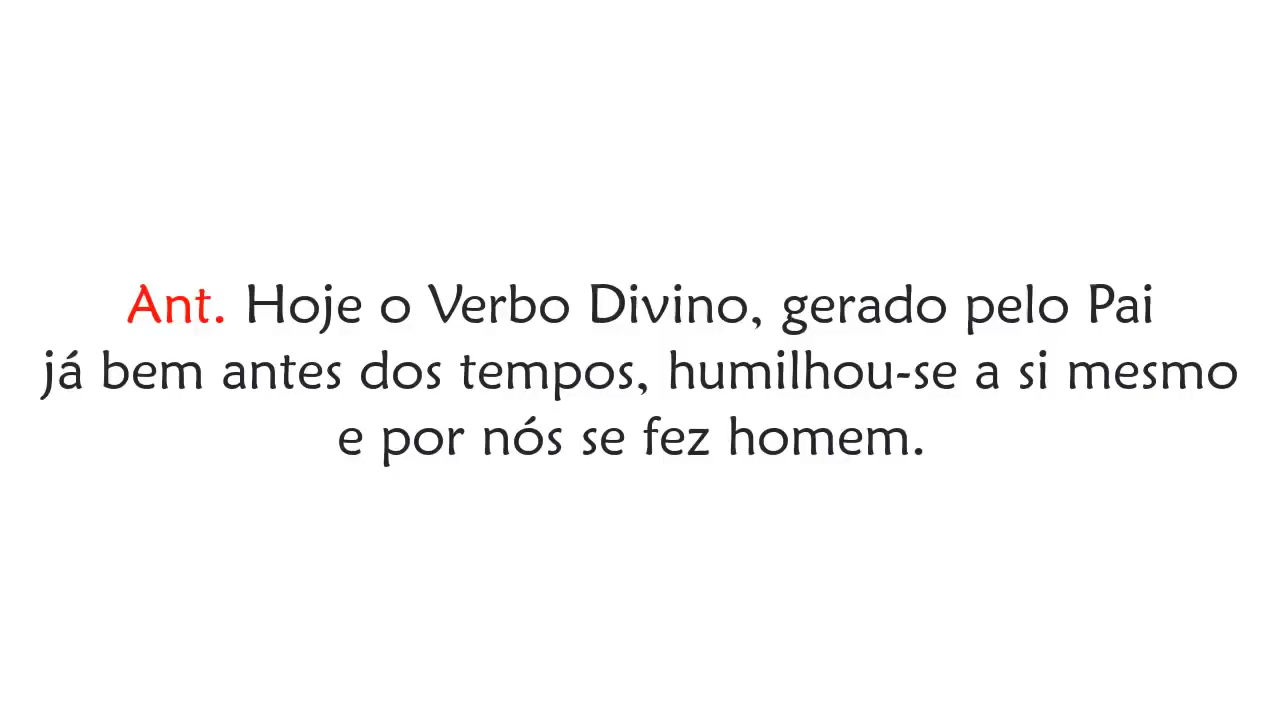 Ant. Hoje o Verbo Divino, gerado pelo Pai
já bem antes dos tempos, humilhou-se a si mesmo
e por nós se fez homem.